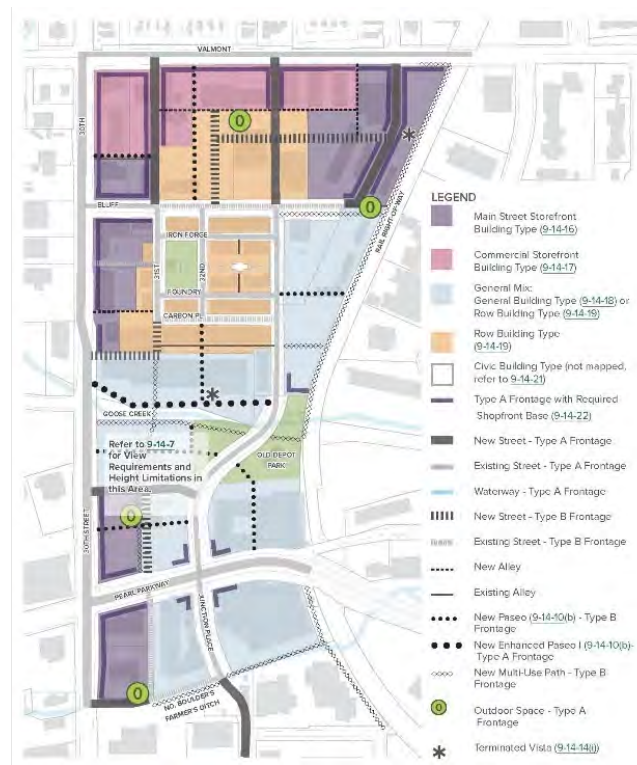 VALMONT
30TH
BLUFF
IRON FORGE
31ST
32ND
FOUNDRY
CARBON PL
RAIL RIGHT-OF-WAY
GOOSE CREEK
Refer to 9-14-7
for View
Requirements and
Height Limitations in
this Area.
OLD DEPOT
PARK
30TH STREET
PEARL PARKWAY
JUNCTION PLACE
NO. BOULDER'S
FARMER'S DITCH
O
O
O
O
LEGEND
Main Street Storefront
Building Type (9-14-16)
Commercial Storefront
Building Type (9-14-17)
General Mix:
General Building Type (9-14-18) or
Row Building Type (9-14-19)
Row Building Type
(9-14-19)
Civic Building Type (not mapped,
refer to 9-14-21)
Type A Frontage with Required
Shopfront Base (9-14-22)
New Street - Type A Frontage
Existing Street - Type A Frontage
Waterway - Type A Frontage
New Street - Type B Frontage
Existing Street - Type B Frontage
New Alley
Existing Alley
New Paseo (9-14-10(b) - Type B
Frontage
New Enhanced Paseo I (9-14-10(b)-
Type A Frontage
New Multi-Use Path - Type B
Frontage
O
Outdoor Space - Type A
Frontage
Terminated Vista (9-14-14(i))